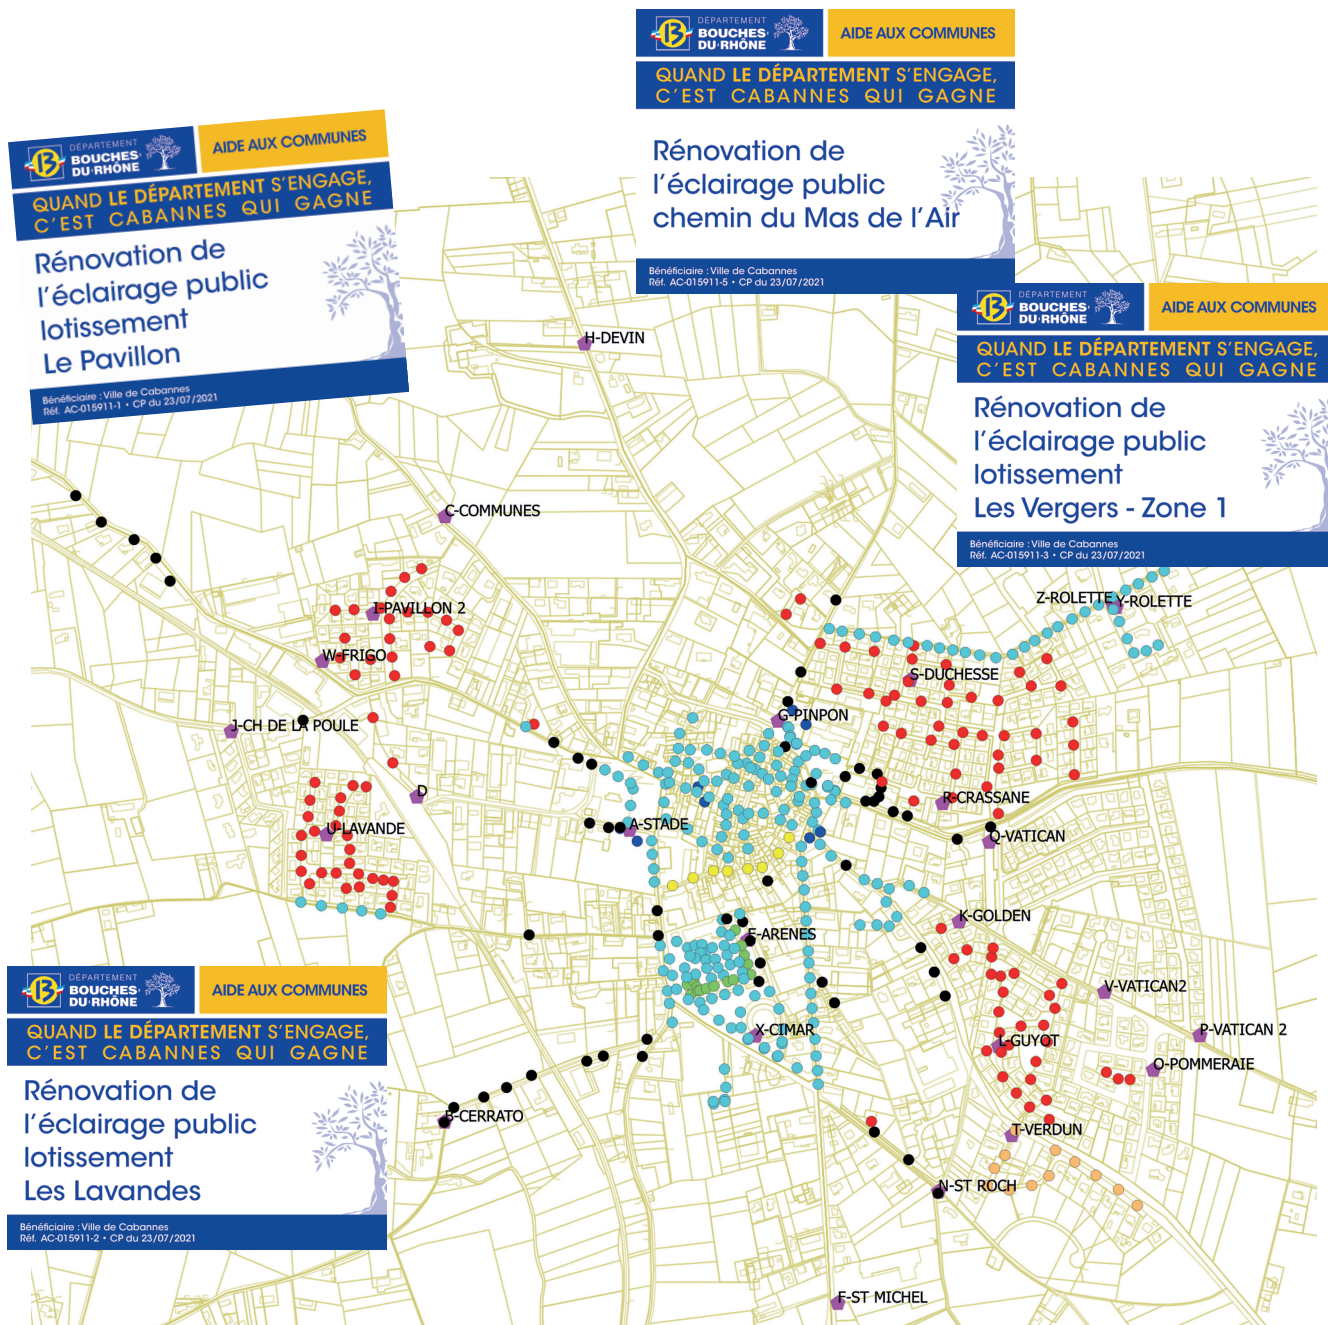 DÉPARTEMENT
BOUCHES-
DU-RHÔNE
AIDE AUX COMMUNES
QUAND LE DÉPARTEMENT S'ENGAGE,
C'EST CABANNES QUI GAGNE
Rénovation de
l'éclairage public
chemin du Mas de l'Air
Bénéficiaire : Ville de Cabannes
Réf. AC-015911-5 • CP du 23/07/2021
DÉPARTEMENT
BOUCHES-
DU-RHÔNE
AIDE AUX COMMUNES
QUAND LE DÉPARTEMENT S'ENGAGE,
C'EST CABANNES QUI GAGNE
Rénovation de
l'éclairage public
lotissement
Le Pavillon
Bénéficiaire : Ville de Cabannes
Réf. AC-015911-1 • CP du 23/07/2021
DÉPARTEMENT
BOUCHES-
DU-RHÔNE
AIDE AUX COMMUNES
QUAND LE DÉPARTEMENT S'ENGAGE,
C'EST CABANNES QUI GAGNE
Rénovation de
l'éclairage public
lotissement
Les Vergers - Zone 1
Bénéficiaire : Ville de Cabannes
Réf. AC-015911-3 • CP du 23/07/2021
H-DEVIN
C-COMMUNES
Z-ROLETTE
Y-ROLETTE
I-PAVILLON 2
W-FRIGO
S-DUCHESSE
G-PINPON
J-CH DE LA POULE
D
R-CRASSANE
A-STADE
U-LAVANDE
Q-VATICAN
K-GOLDEN
E-ARENES
V-VATICAN2
X-CIMAR
P-VATICAN 2
L-GUYOT
O-POMMERAIE
B-CERRATO
T-VERDUN
N-ST ROCH
F-ST MICHEL
DÉPARTEMENT
BOUCHES-
DU-RHÔNE
AIDE AUX COMMUNES
QUAND LE DÉPARTEMENT S'ENGAGE,
C'EST CABANNES QUI GAGNE
Rénovation de
l'éclairage public
lotissement
Les Lavandes
Bénéficiaire : Ville de Cabannes
Réf. AC-015911-2 • CP du 23/07/2021